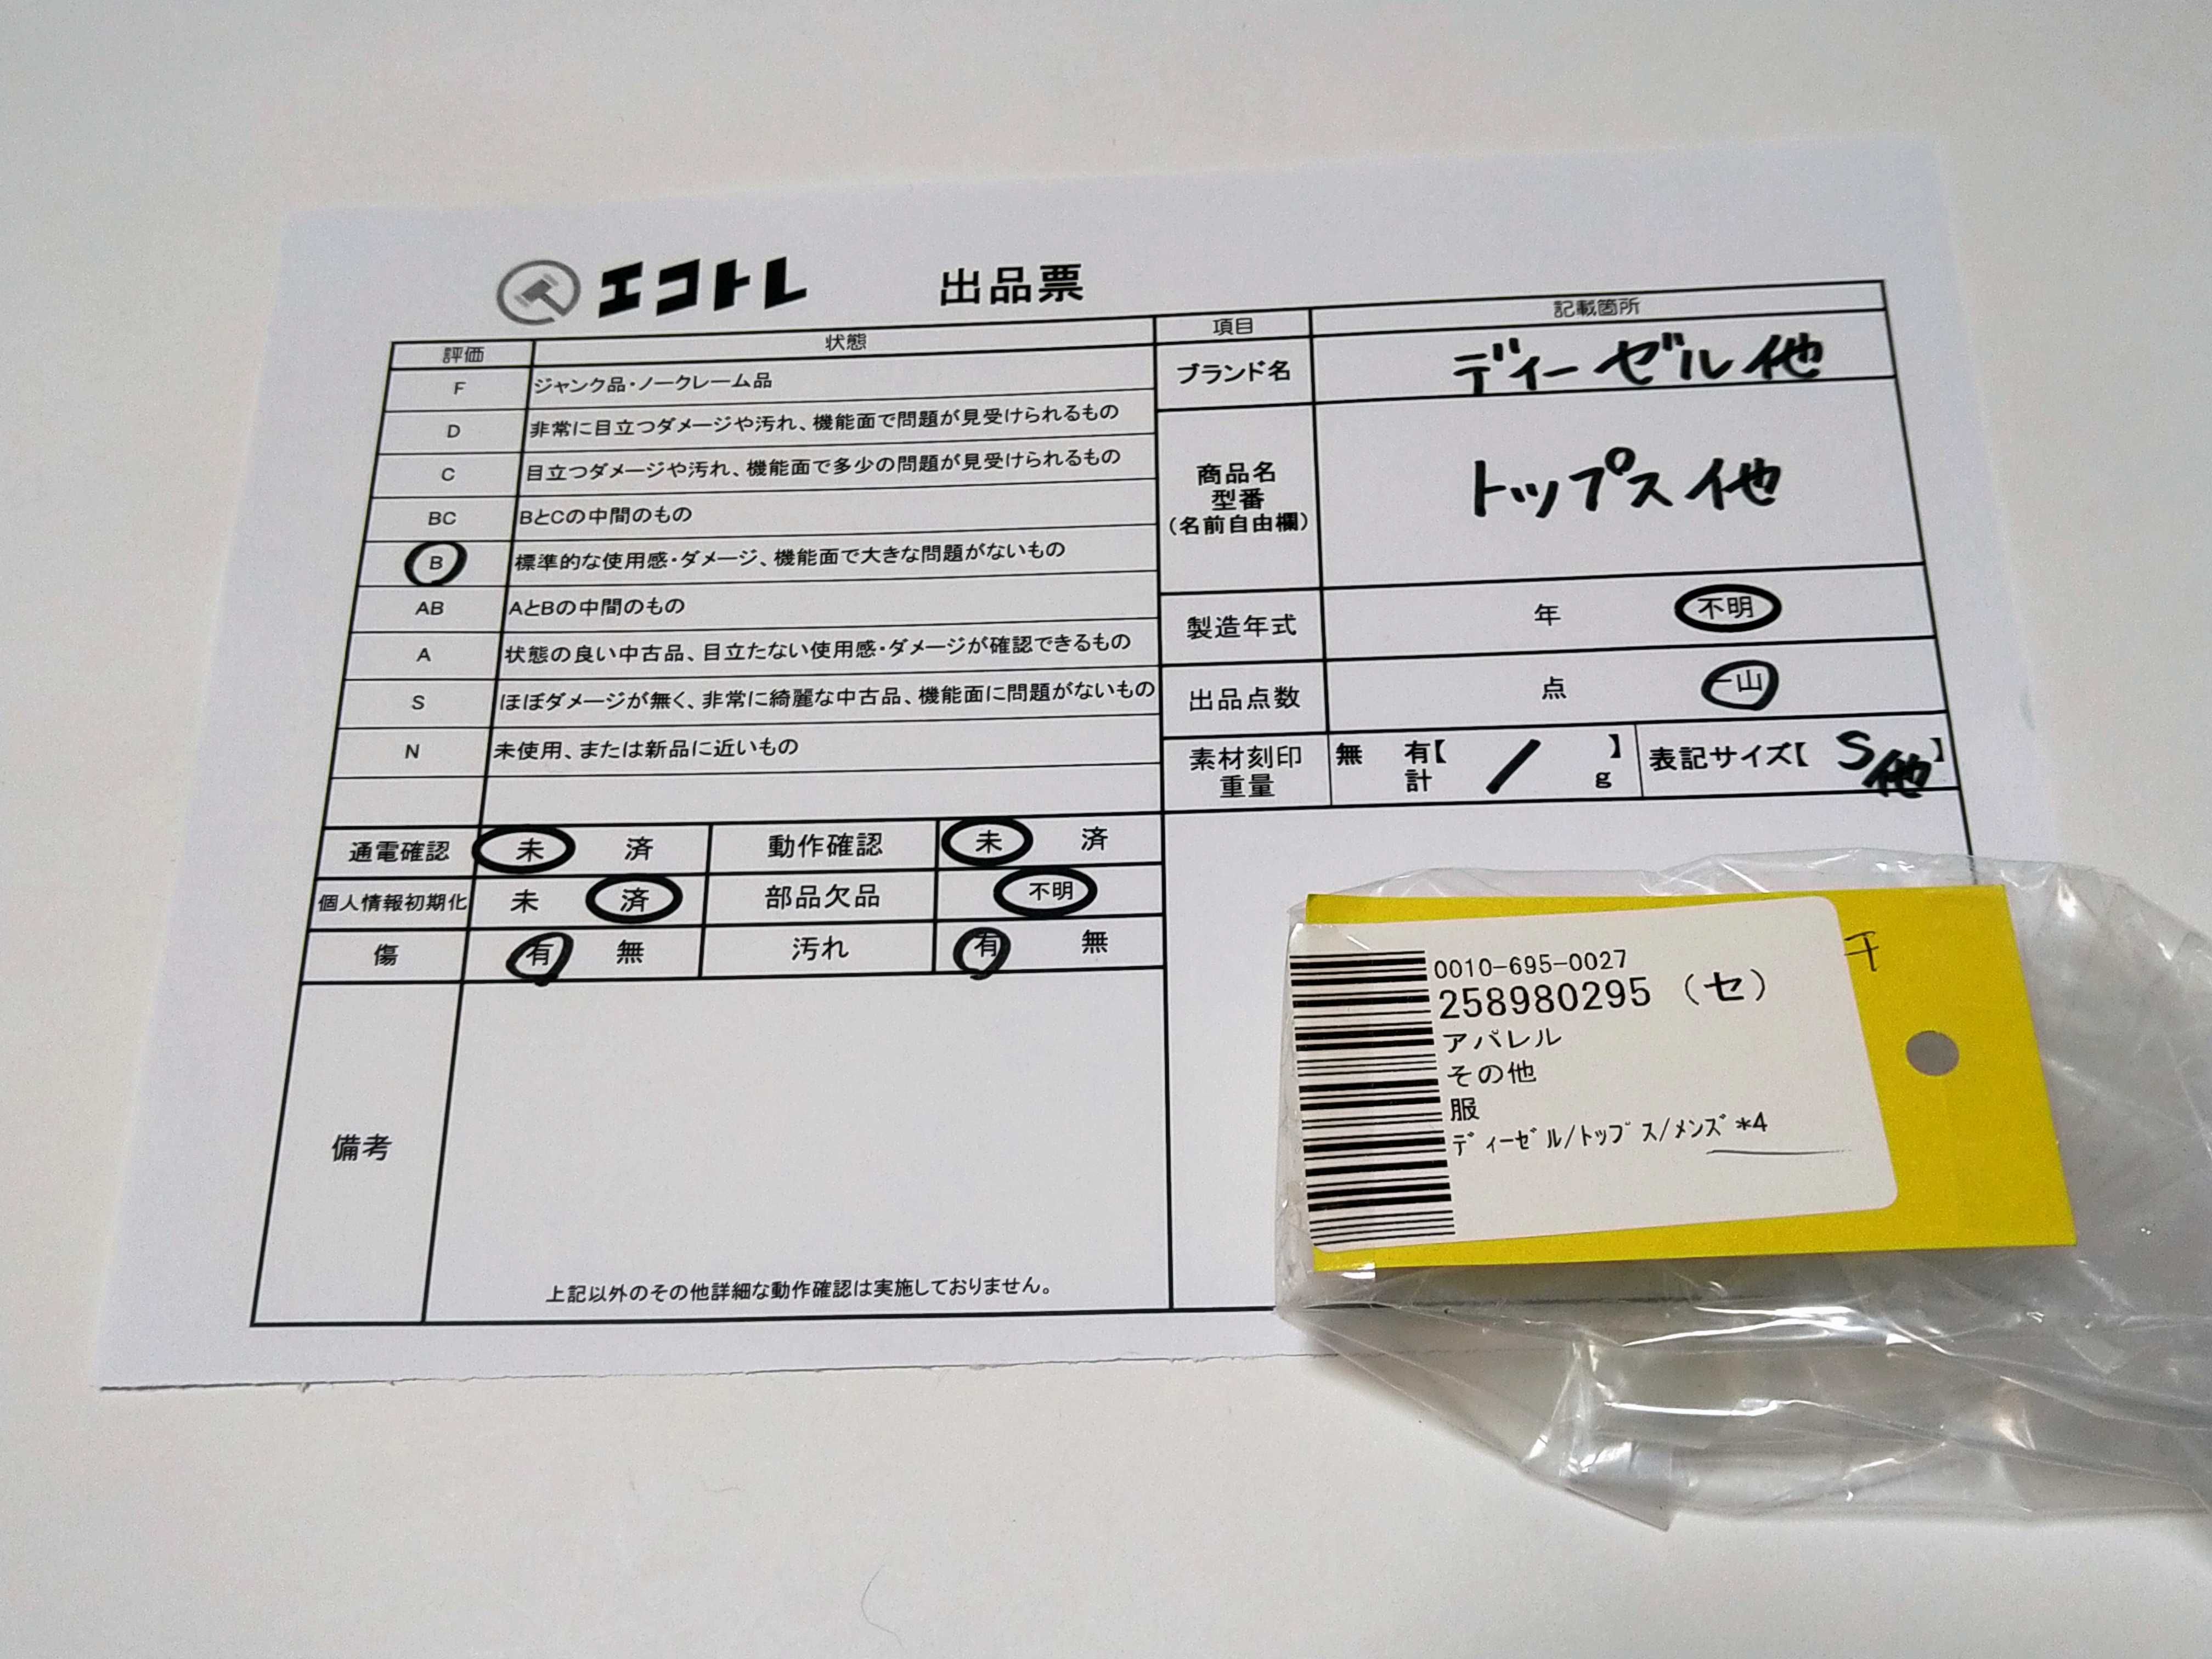 エコトレ 出品票
評価 状態
F ジャンク品・ノークレーム品
D 非常に目立つダメージや汚れ、機能面で問題が見受けられるもの
C 目立つダメージや汚れ、機能面で多少の問題が見受けられるもの
BC BとCの中間のもの
B 標準的な使用感・ダメージ、機能面で大きな問題がないもの
AB AとBの中間のもの
A 状態の良い中古品、目立たない使用感・ダメージが確認できるもの
S ほぼダメージが無く、非常に綺麗な中古品、機能面に問題がないもの
N 未使用、または新品に近いもの
通電確認 未 済 動作確認 未 済
個人情報初期化 未 済 部品欠品 不明
傷 有 無 汚れ 有 無
備考
上記以外のその他詳細な動作確認は実施しておりません。
項目 記載箇所
ブランド名 ディーゼル他
商品名
型番
(名前自由欄)
トップス他
製造年式 年 不明
出品点数 点 一山
素材刻印 無 有【 / 】 表記サイズ【 S/他 】
重量 計 g
0010-695-0027
258980295 (セ)
アパレル
その他
服
ﾃﾞｨｰｾﾞﾙ/ﾄｯﾌﾟｽ/ﾒﾝｽﾞ*4